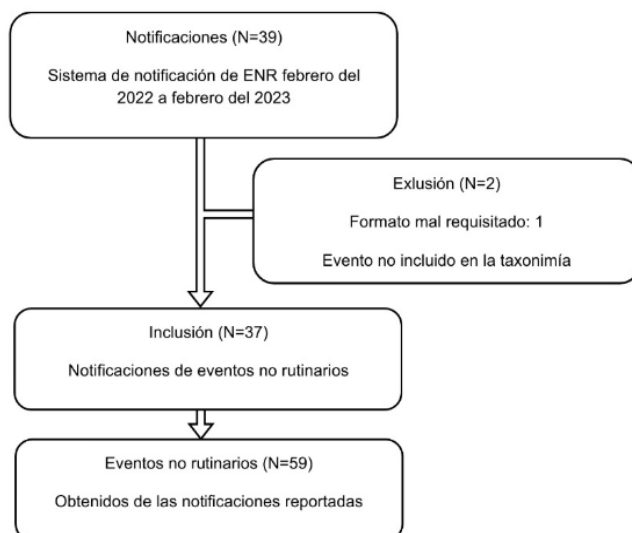 Notificaciones (N=39)
Sistema de notificación de ENR febrero del
2022 a febrero del 2023
Exlusión (N=2)
Formato mal requisitado: 1
Evento no incluido en la taxonimía
Inclusión (N=37)
Notificaciones de eventos no rutinarios
Eventos no rutinarios (N=59)
Obtenidos de las notificaciones reportadas